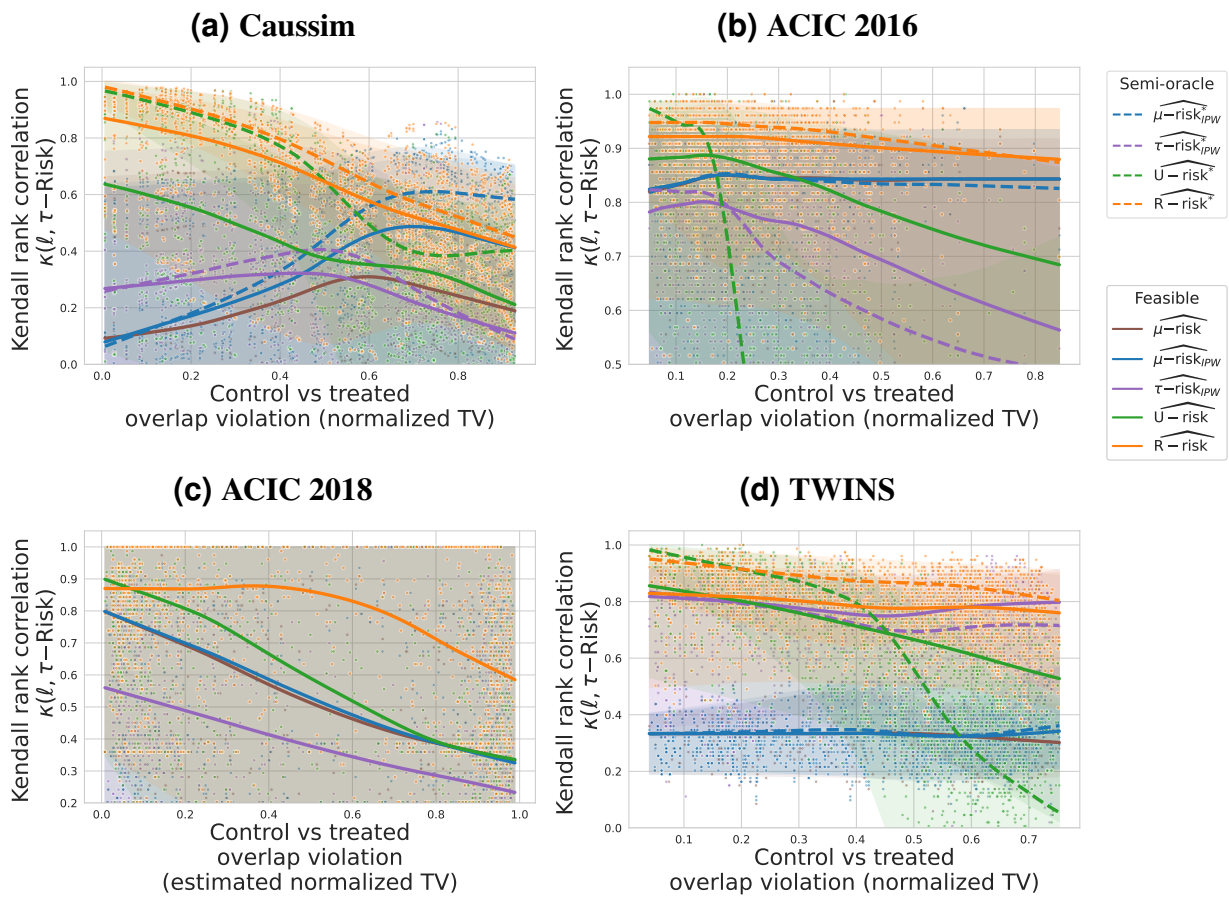 (a) Caussim
(b) ACIC 2016
Kendall rank correlation
κ(ℓ, τ−Risk)
1.0
0.8
0.6
0.4
0.2
0.0
0.0 0.2 0.4 0.6 0.8
Control vs treated
overlap violation (normalized TV)
Kendall rank correlation
κ(ℓ, τ−Risk)
1.0
0.9
0.8
0.7
0.6
0.5
0.1 0.2 0.3 0.4 0.5 0.6 0.7 0.8
Control vs treated
overlap violation (normalized TV)
Semi-oracle
μ−risk*IPW
τ−risk*IPW
U−risk*
R−risk*
Feasible
μ−risk
μ−riskIPW
τ−riskIPW
U−risk
R−risk
(c) ACIC 2018
(d) TWINS
Kendall rank correlation
κ(ℓ, τ−Risk)
1.0
0.9
0.8
0.7
0.6
0.5
0.4
0.3
0.2
0.0 0.2 0.4 0.6 0.8 1.0
Control vs treated
overlap violation
(estimated normalized TV)
Kendall rank correlation
κ(ℓ, τ−Risk)
1.0
0.8
0.6
0.4
0.2
0.0
0.1 0.2 0.3 0.4 0.5 0.6 0.7
Control vs treated
overlap violation (normalized TV)